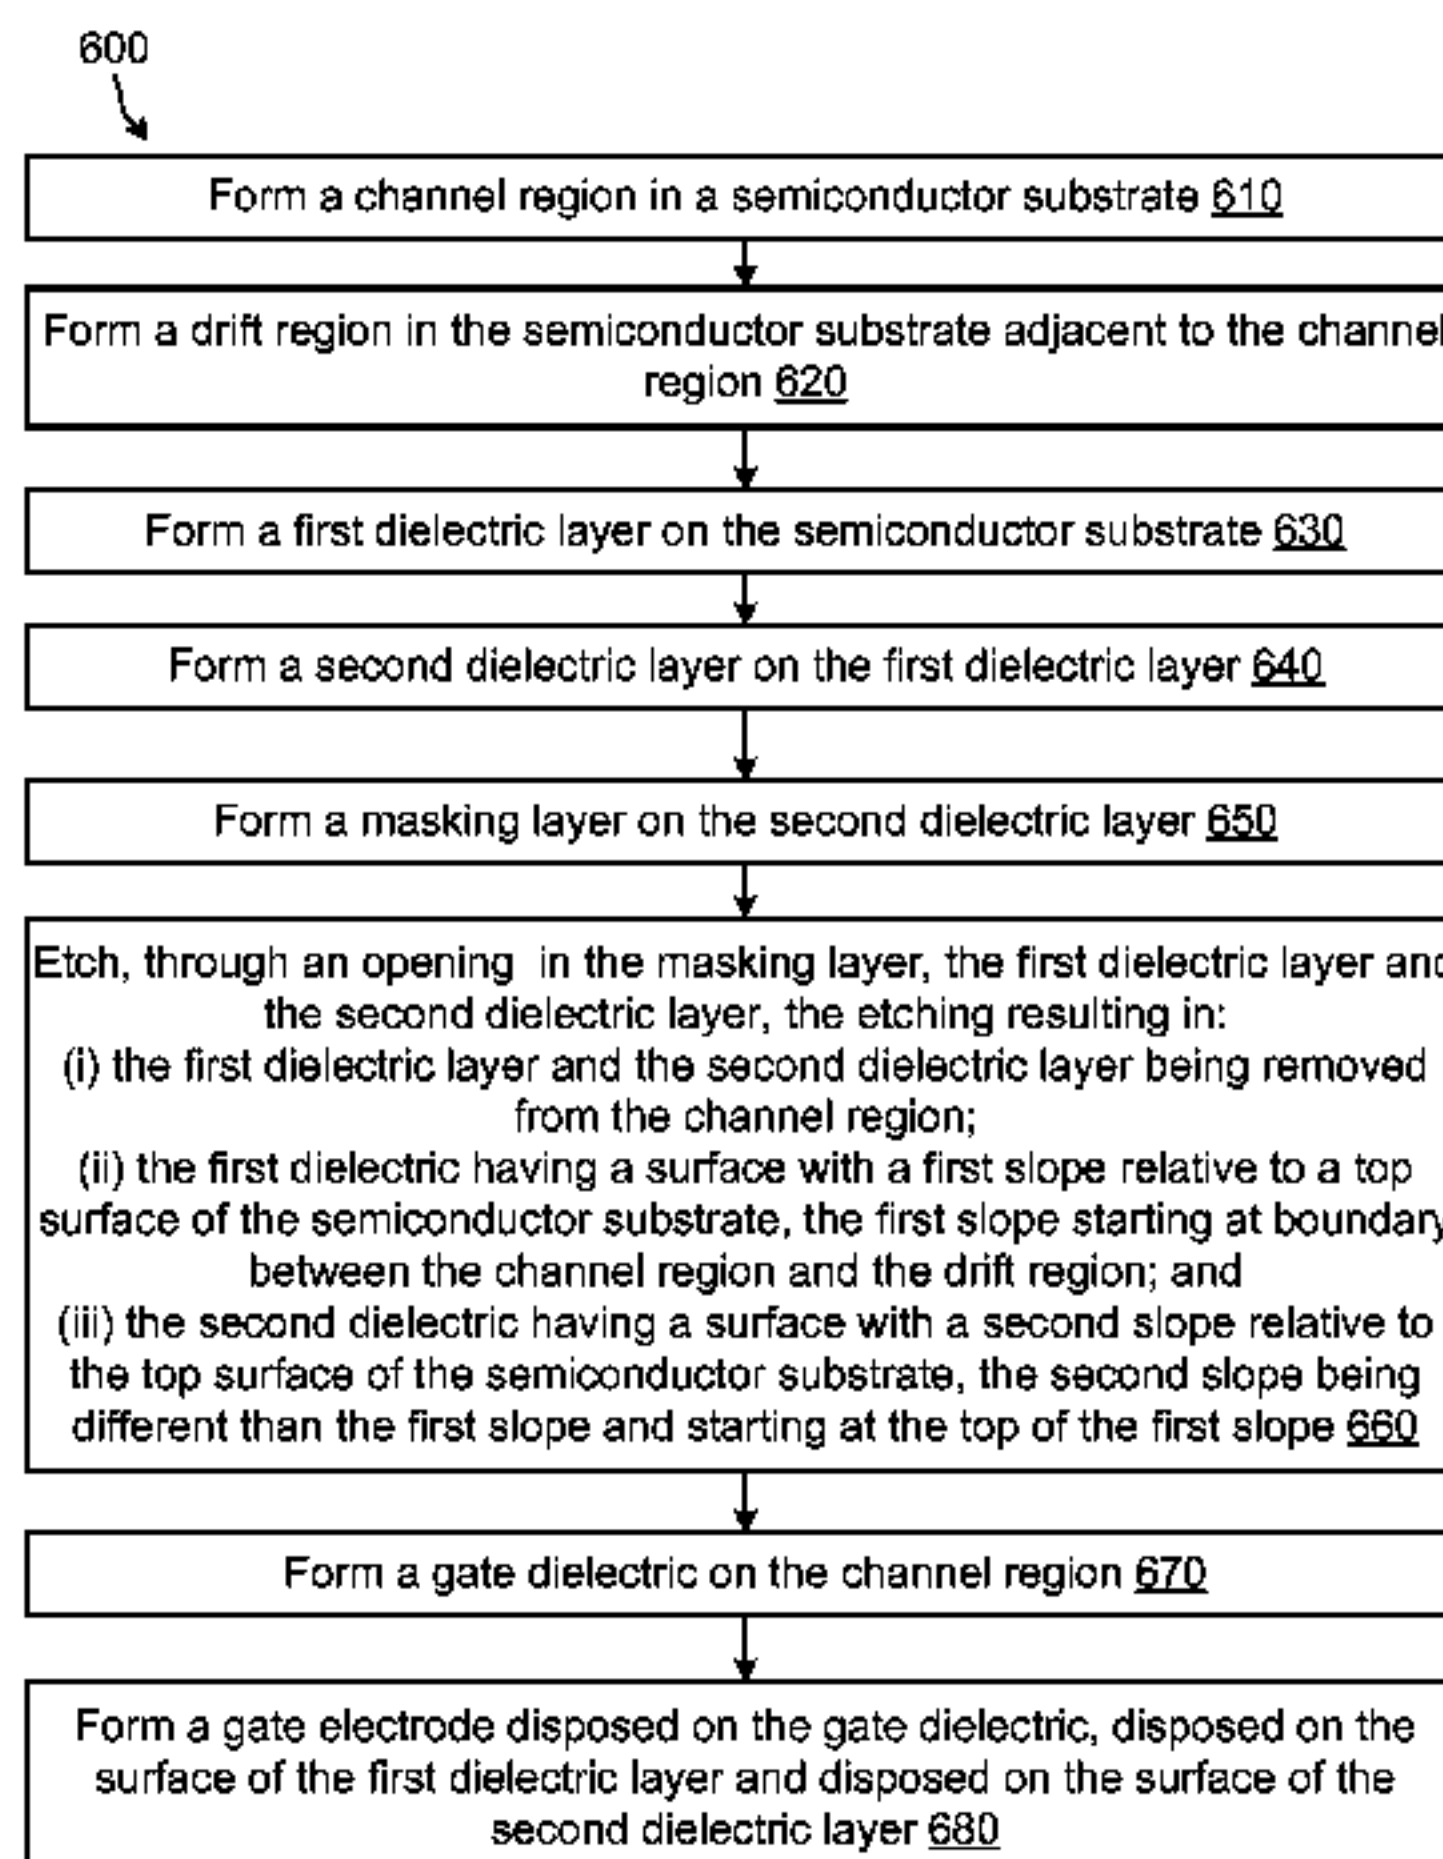 600
Form a channel region in a semiconductor substrate 610
Form a drift region in the semiconductor substrate adjacent to the channel
region 620
Form a first dielectric layer on the semiconductor substrate 630
Form a second dielectric layer on the first dielectric layer 640
Form a masking layer on the second dielectric layer 650
Etch, through an opening in the masking layer, the first dielectric layer and
the second dielectric layer, the etching resulting in:
(i) the first dielectric layer and the second dielectric layer being removed
from the channel region;
(ii) the first dielectric having a surface with a first slope relative to a top
surface of the semiconductor substrate, the first slope starting at boundary
between the channel region and the drift region; and
(iii) the second dielectric having a surface with a second slope relative to
the top surface of the semiconductor substrate, the second slope being
different than the first slope and starting at the top of the first slope 660
Form a gate dielectric on the channel region 670
Form a gate electrode disposed on the gate dielectric, disposed on the
surface of the first dielectric layer and disposed on the surface of the
second dielectric layer 680